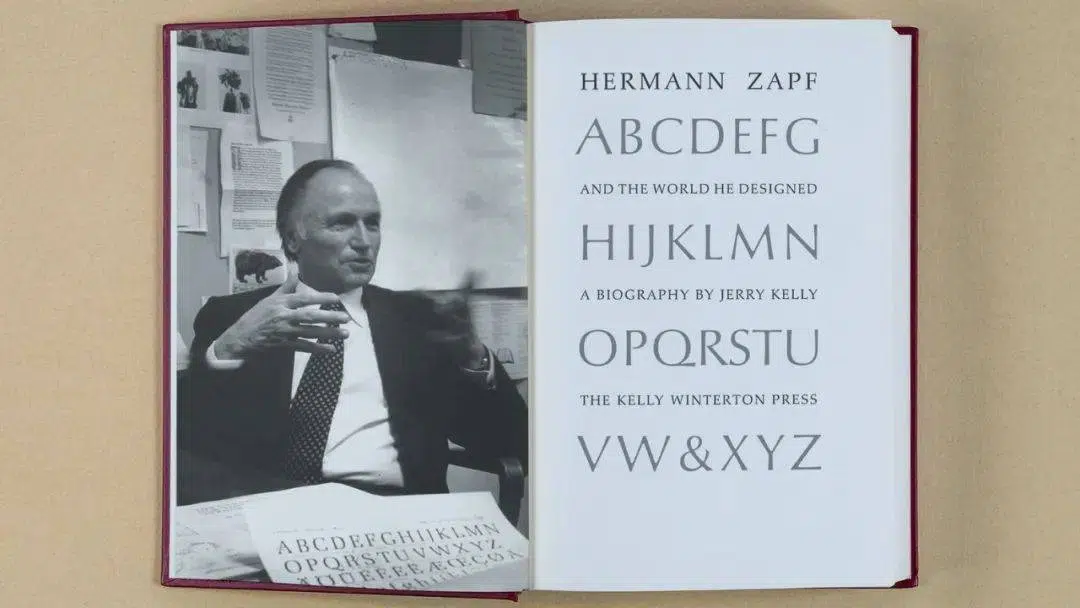 ABCDEFGHIJKLMN
OPQRSTUVWXYZ
HERMANN ZAPF
ABCDEFG
AND THE WORLD HE DESIGNED
HIJKLMN
A BIOGRAPHY BY JERRY KELLY
OPQRSTU
THE KELLY WINTERTON PRESS
VW&XYZ